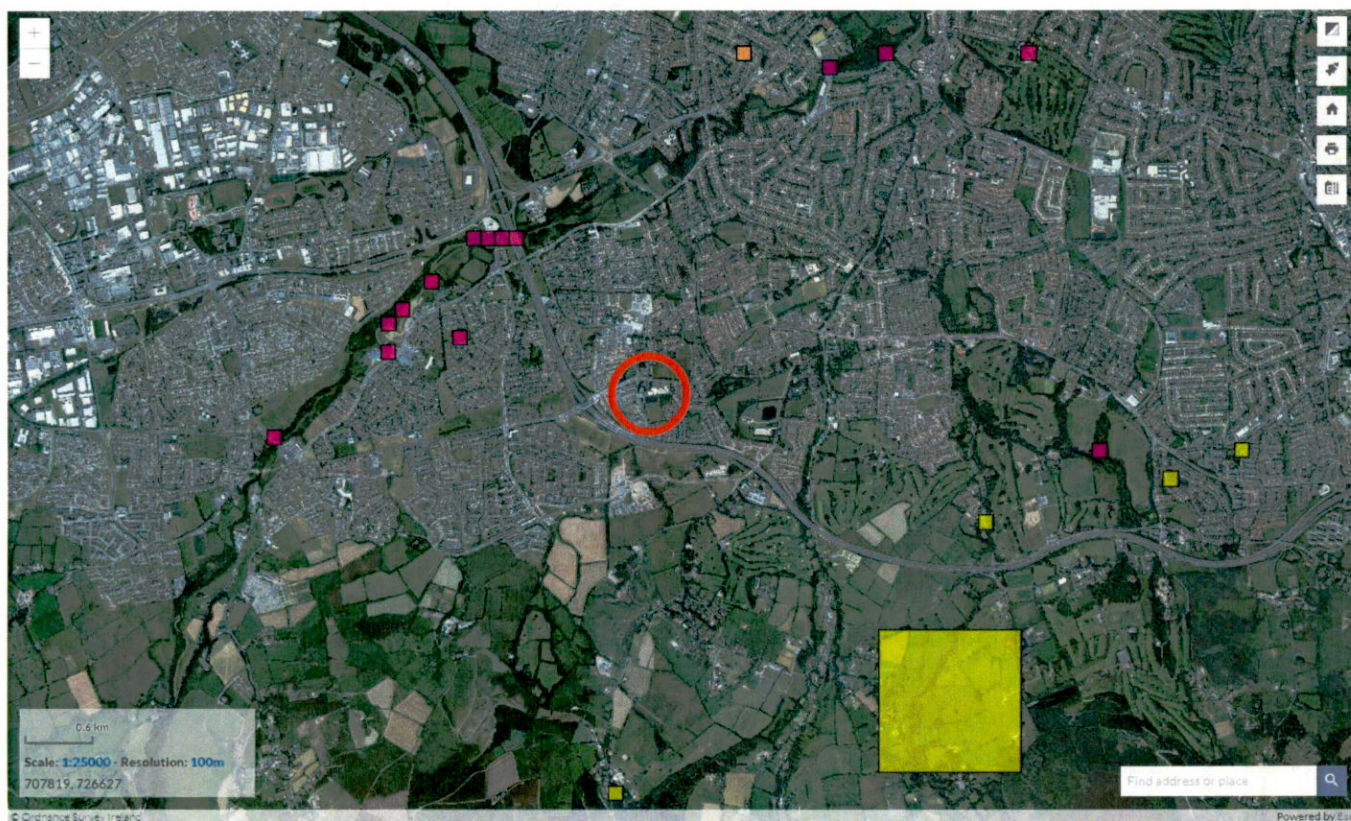 +
−
0.6 km
Scale: 1:25000 - Resolution: 100m
707819, 726627
Find address or place
© Ordnance Survey Ireland
Powered by Esri